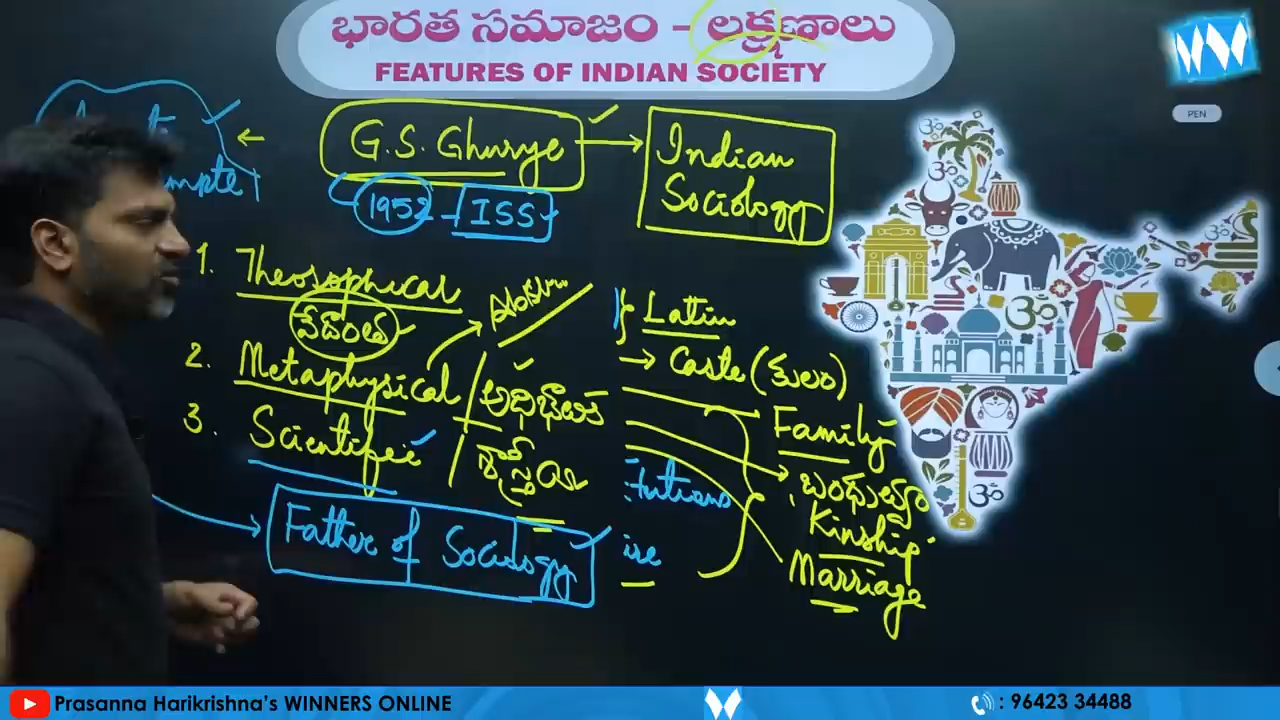 భారత సమాజం - లక్షణాలు
FEATURES OF INDIAN SOCIETY
PEN
G.S. Ghurye
Indian
Sociology
1952 - ISS
1. Theosophical
వేదాంత
2. Metaphysical / అధిభౌతిక
3. Scientific / శాస్త్రీయ
Father of Sociology
Latin
Caste (కులం)
Family
బంధుత్వం
Kinship
Marriage
Prasanna Harikrishna's WINNERS ONLINE
: 96423 34488